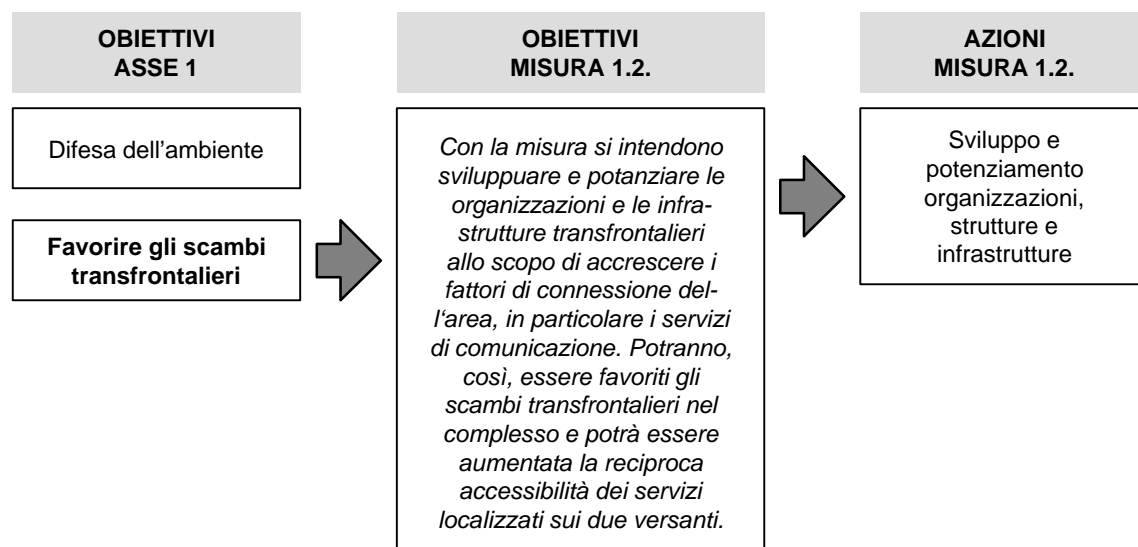 OBIETTIVI
ASSE 1
Difesa dell'ambiente
Favorire gli scambi
transfrontalieri
OBIETTIVI
MISURA 1.2.
Con la misura si intendono
sviluppuare e potanziare le
organizzazioni e le infra-
strutture transfrontalieri
allo scopo di accrescere i
fattori di connessione del-
l‘area, in particolare i servizi
di comunicazione. Potranno,
così, essere favoriti gli
scambi transfrontalieri nel
complesso e potrà essere
aumentata la reciproca
accessibilità dei servizi
localizzati sui due versanti.
AZIONI
MISURA 1.2.
Sviluppo e
potenziamento
organizzazioni,
strutture e
infrastrutture